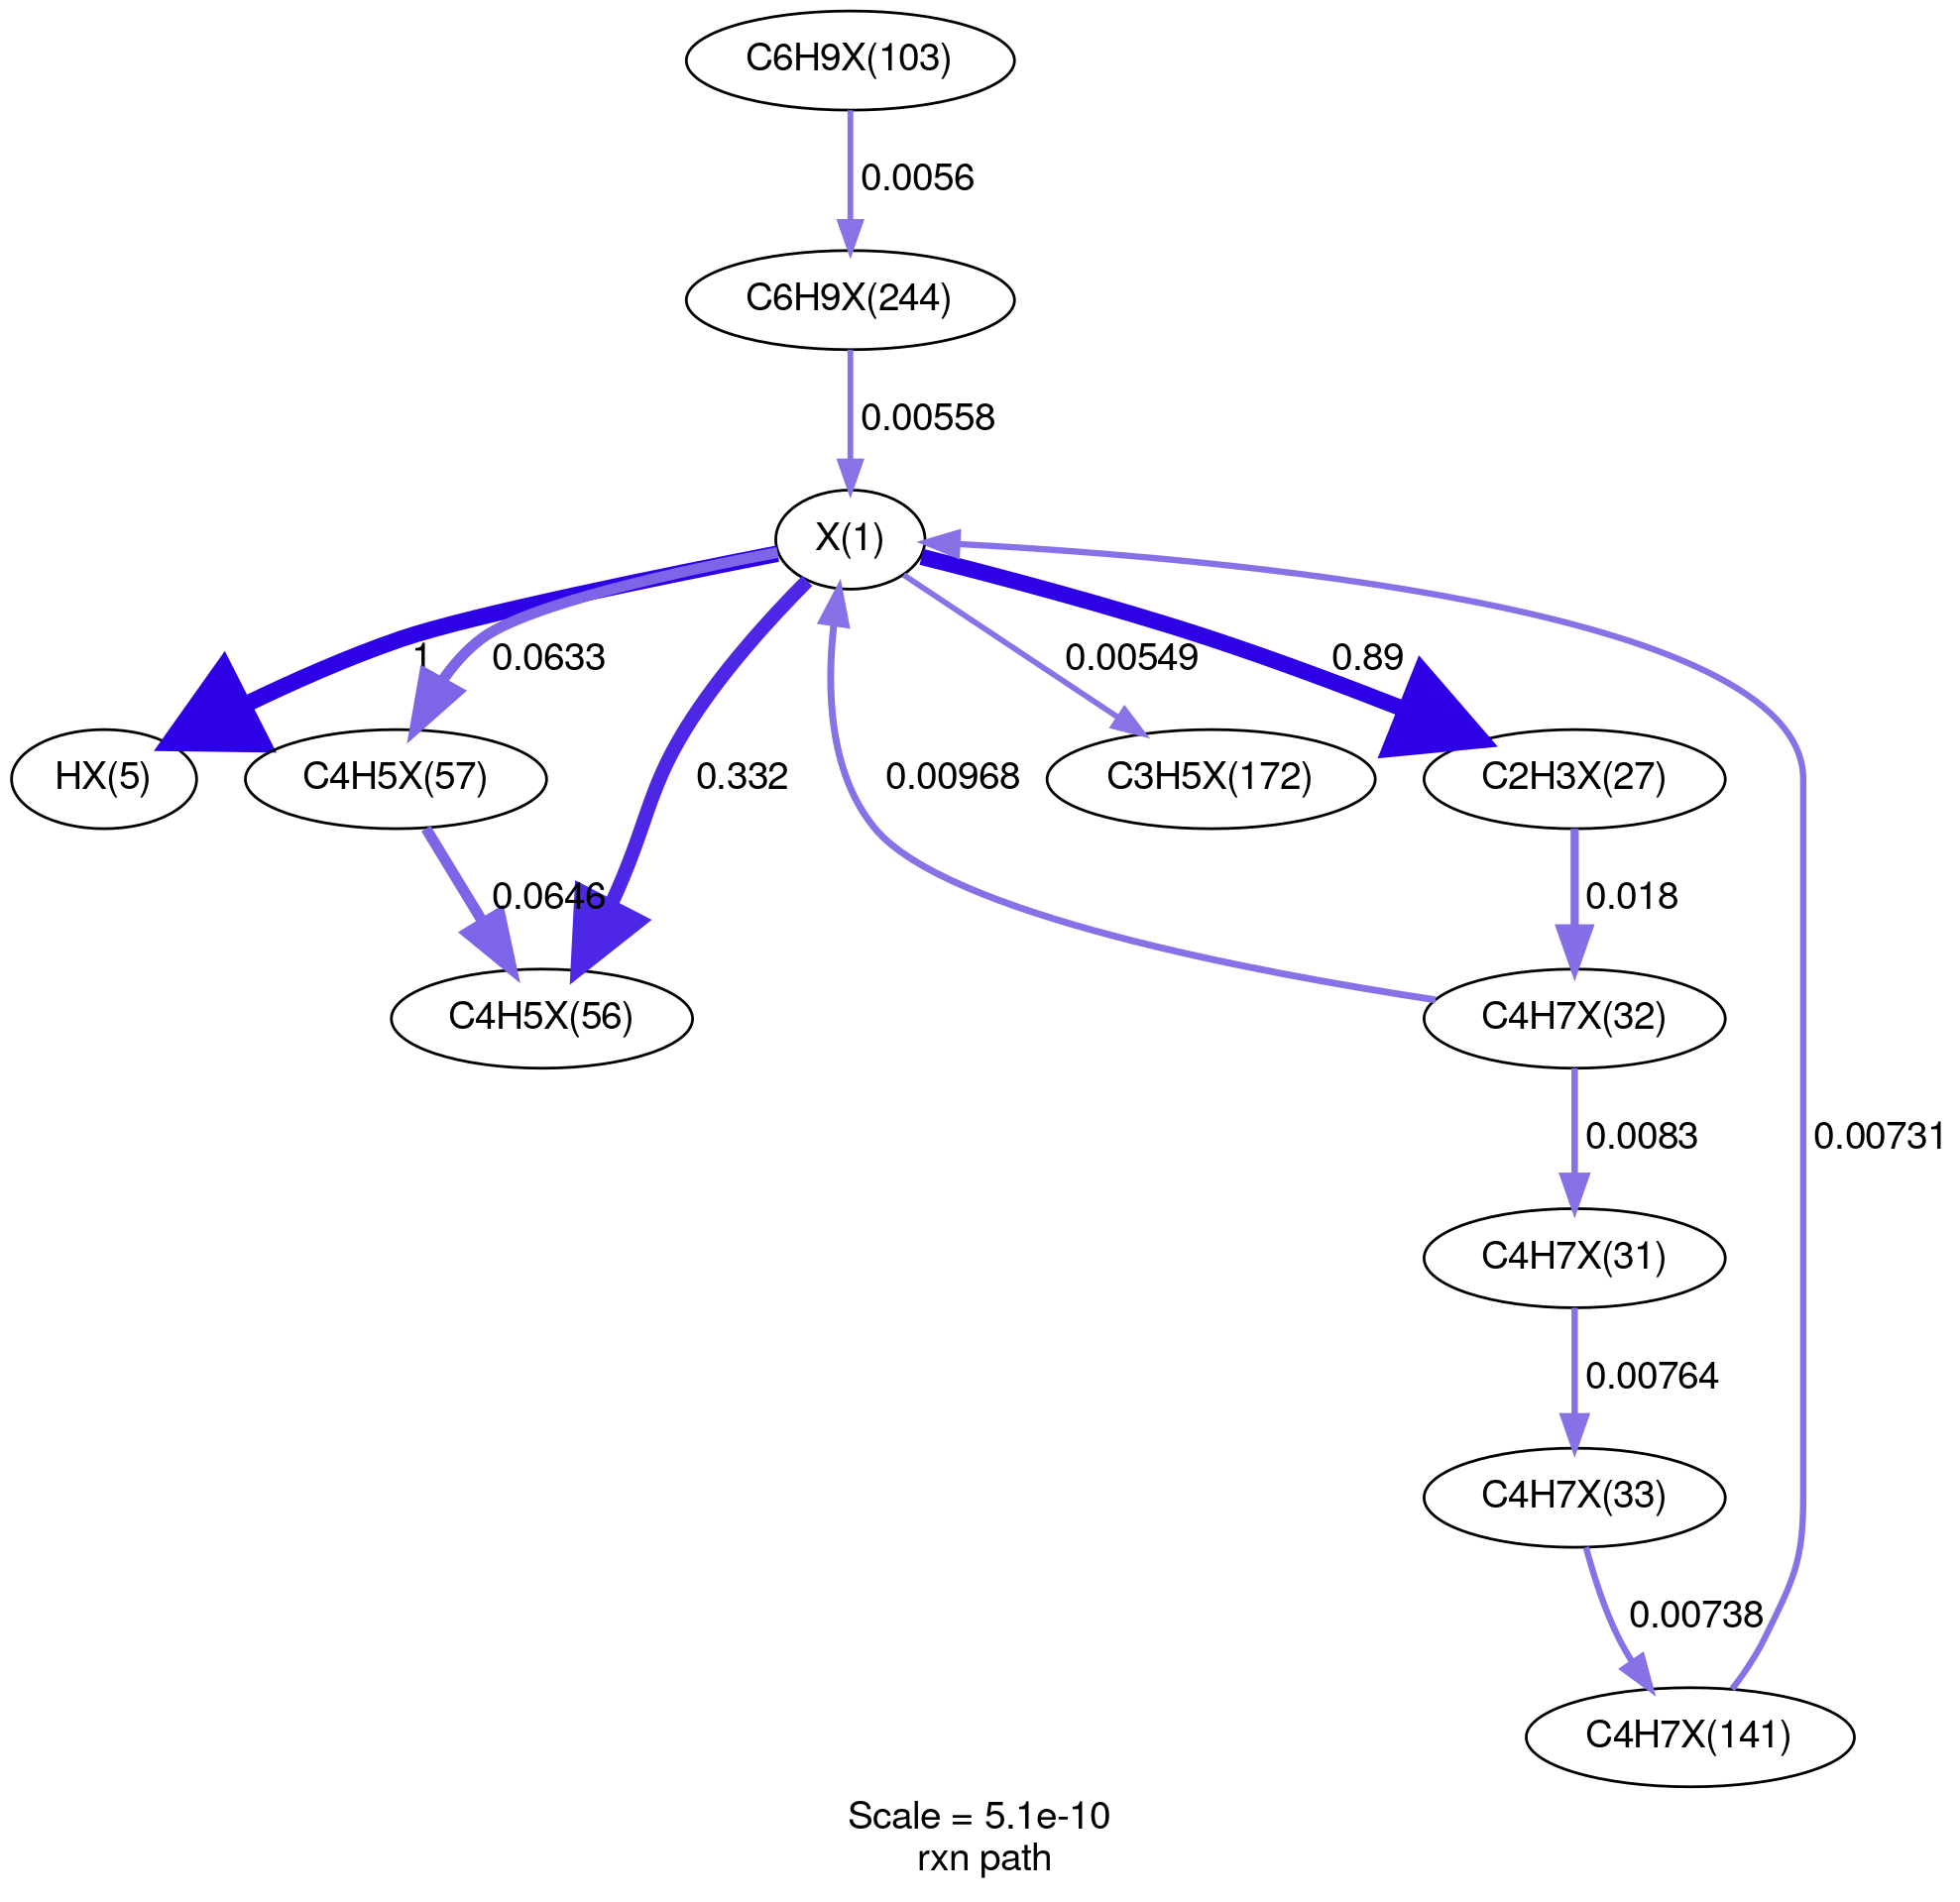 C6H9X(103)
0.0056
C6H9X(244)
0.00558
X(1)
1
0.0633
0.00549
0.89
HX(5)
C4H5X(57)
0.332
0.00968
C3H5X(172)
C2H3X(27)
0.0646
0.018
C4H5X(56)
C4H7X(32)
0.0083
0.00731
C4H7X(31)
0.00764
C4H7X(33)
0.00738
C4H7X(141)
Scale = 5.1e-10
rxn path